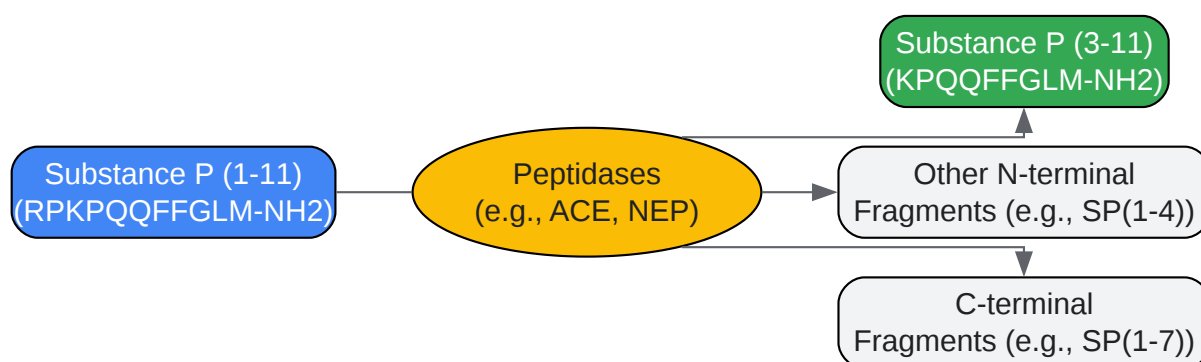 Substance P (1-11)
(RPKPQQFFGLM-NH2)
Peptidases
(e.g., ACE, NEP)
Substance P (3-11)
(KPQQFFGLM-NH2)
Other N-terminal
Fragments (e.g., SP(1-4))
C-terminal
Fragments (e.g., SP(1-7))